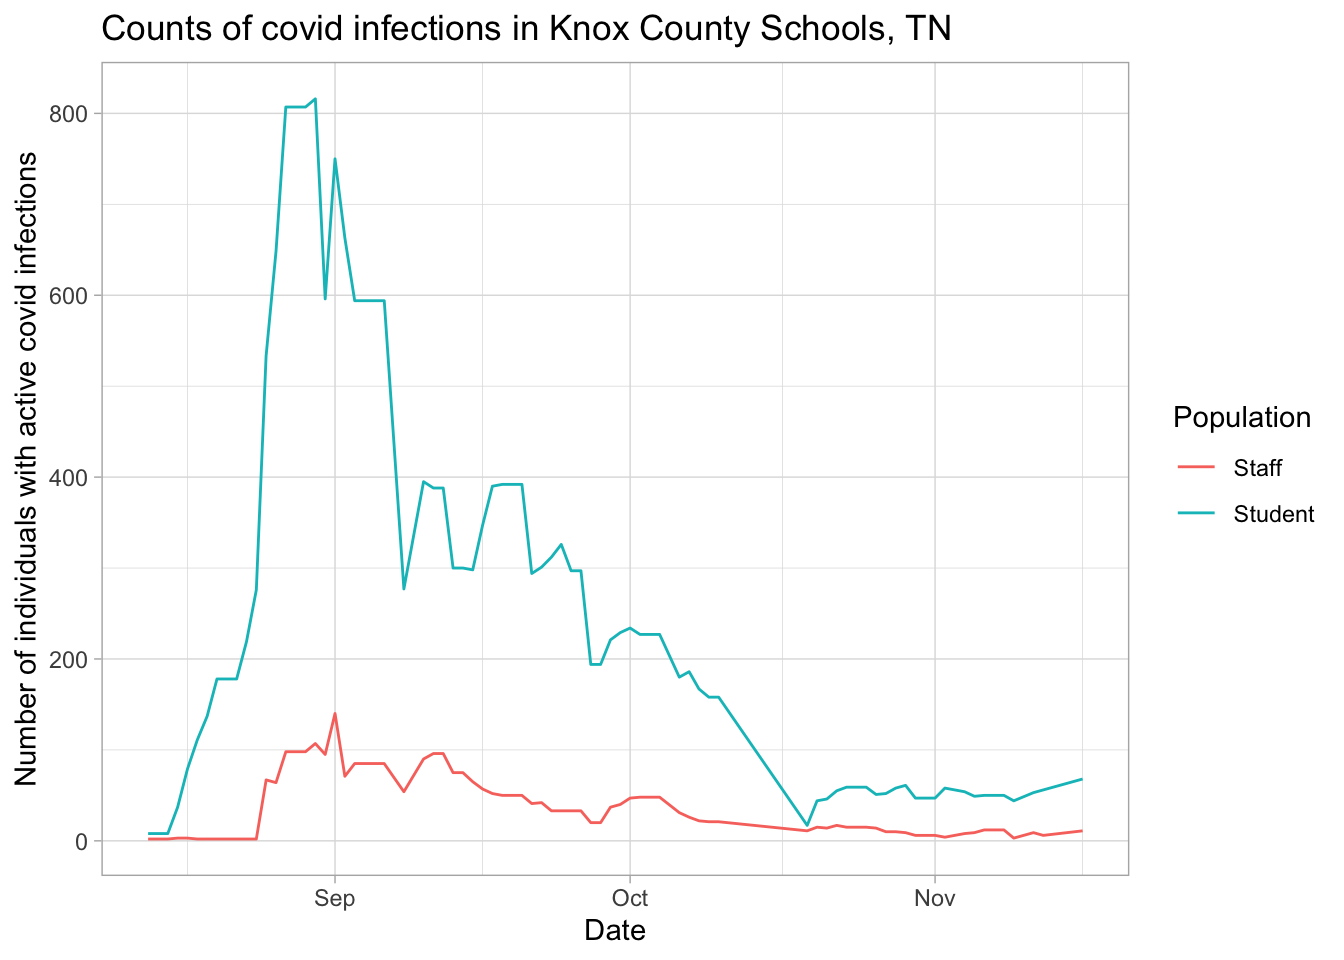 Counts of covid infections in Knox County Schools, TN
Number of individuals with active covid infections
800
600
400
200
0
Sep
Oct
Nov
Date
Population
Staff
Student